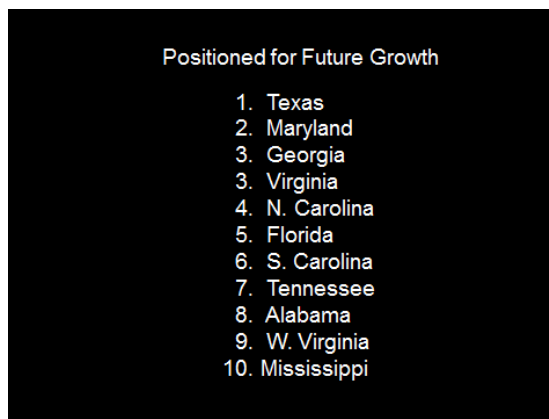 Positioned for Future Growth
1. Texas
2. Maryland
3. Georgia
3. Virginia
4. N. Carolina
5. Florida
6. S. Carolina
7. Tennessee
8. Alabama
9. W. Virginia
10. Mississippi